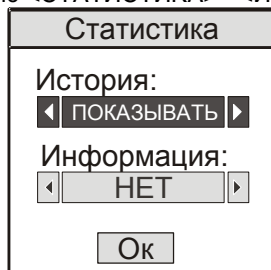 Статистика
История:
ПОКАЗЫВАТЬ
Информация:
НЕТ
Ок